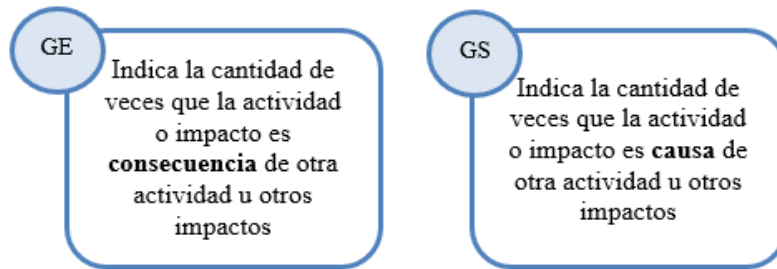 GE
Indica la cantidad de
veces que la actividad
o impacto es
consecuencia de otra
actividad u otros
impactos
GS
Indica la cantidad de
veces que la actividad
o impacto es causa de
otra actividad u otros
impactos